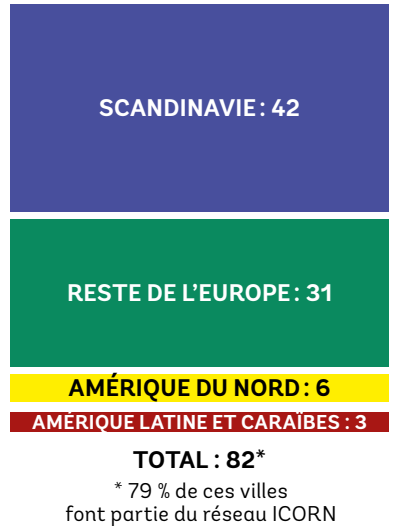 SCANDINAVIE : 42
RESTE DE L’EUROPE : 31
AMÉRIQUE DU NORD : 6
AMÉRIQUE LATINE ET CARAÏBES : 3
TOTAL : 82*
* 79 % de ces villes
font partie du réseau ICORN